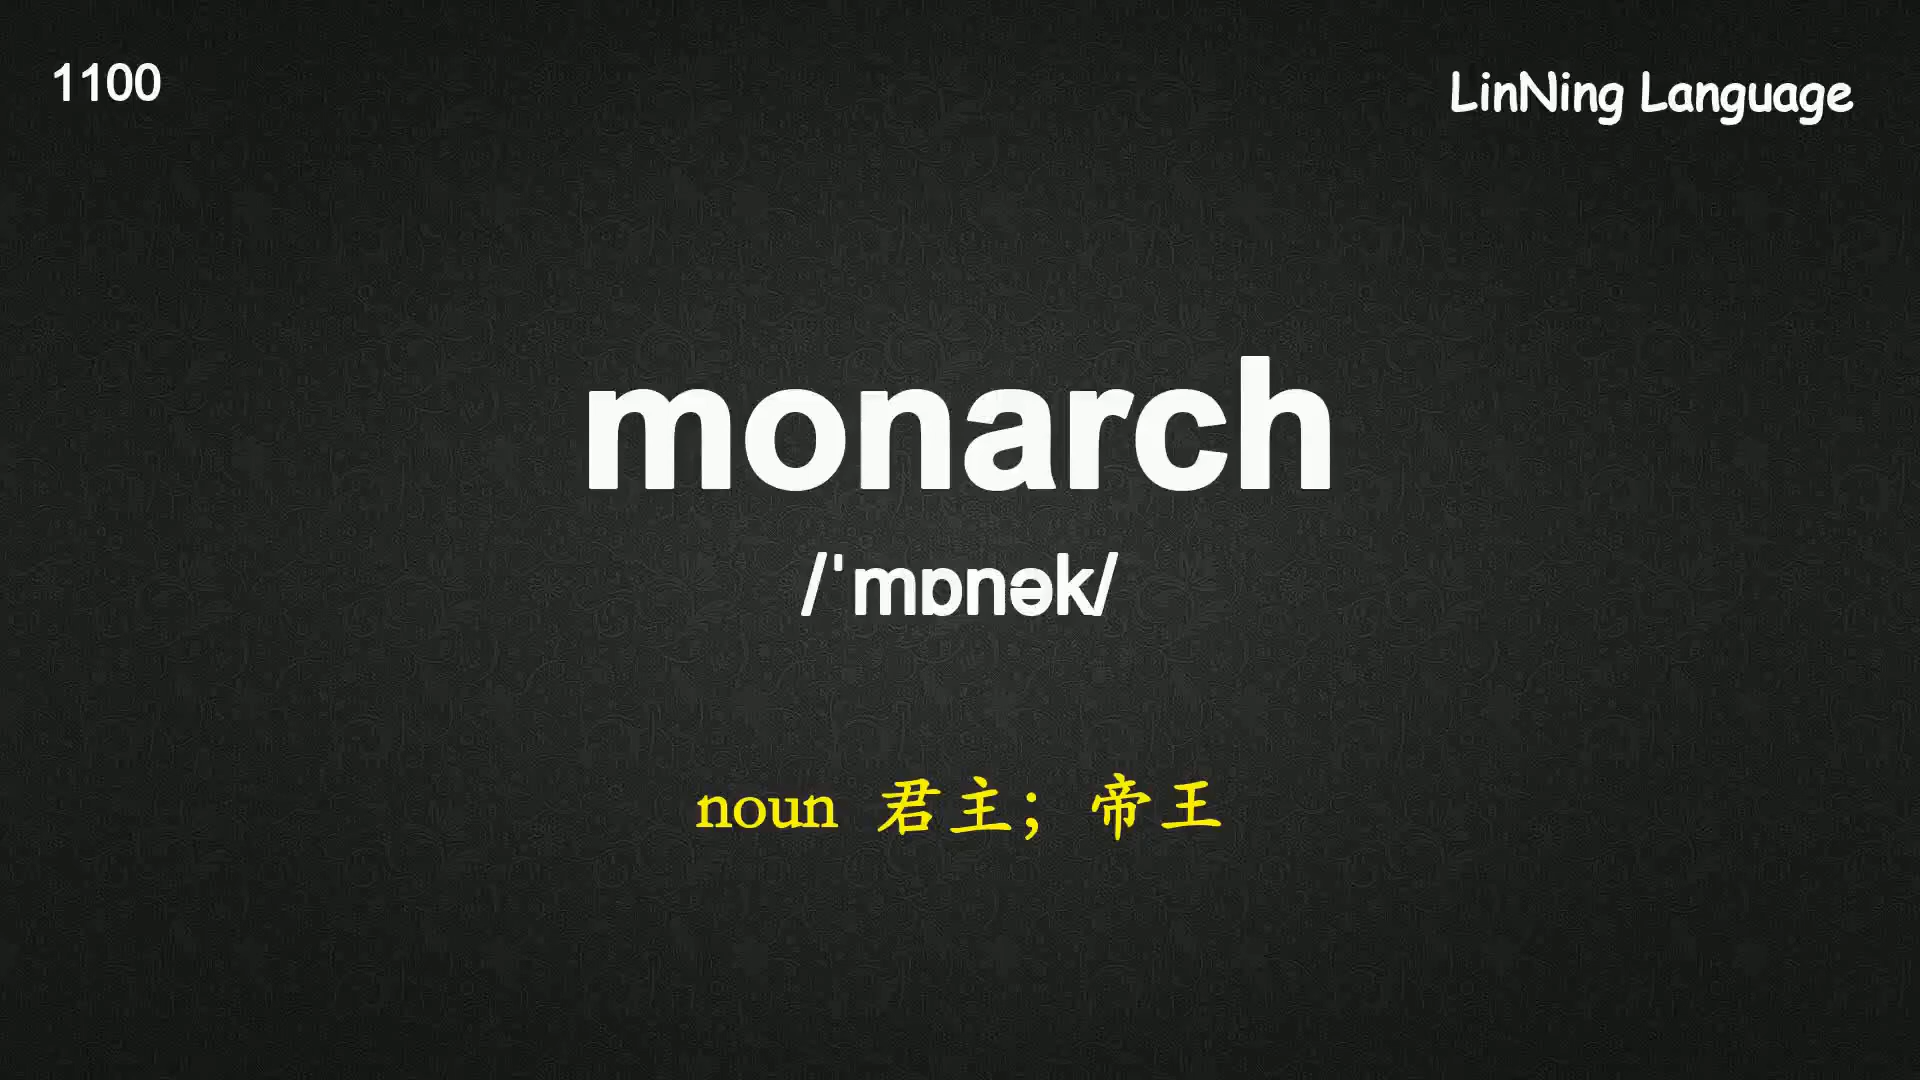 1100
LinNing Language
monarch
/ˈmɒnək/
noun 君主；帝王